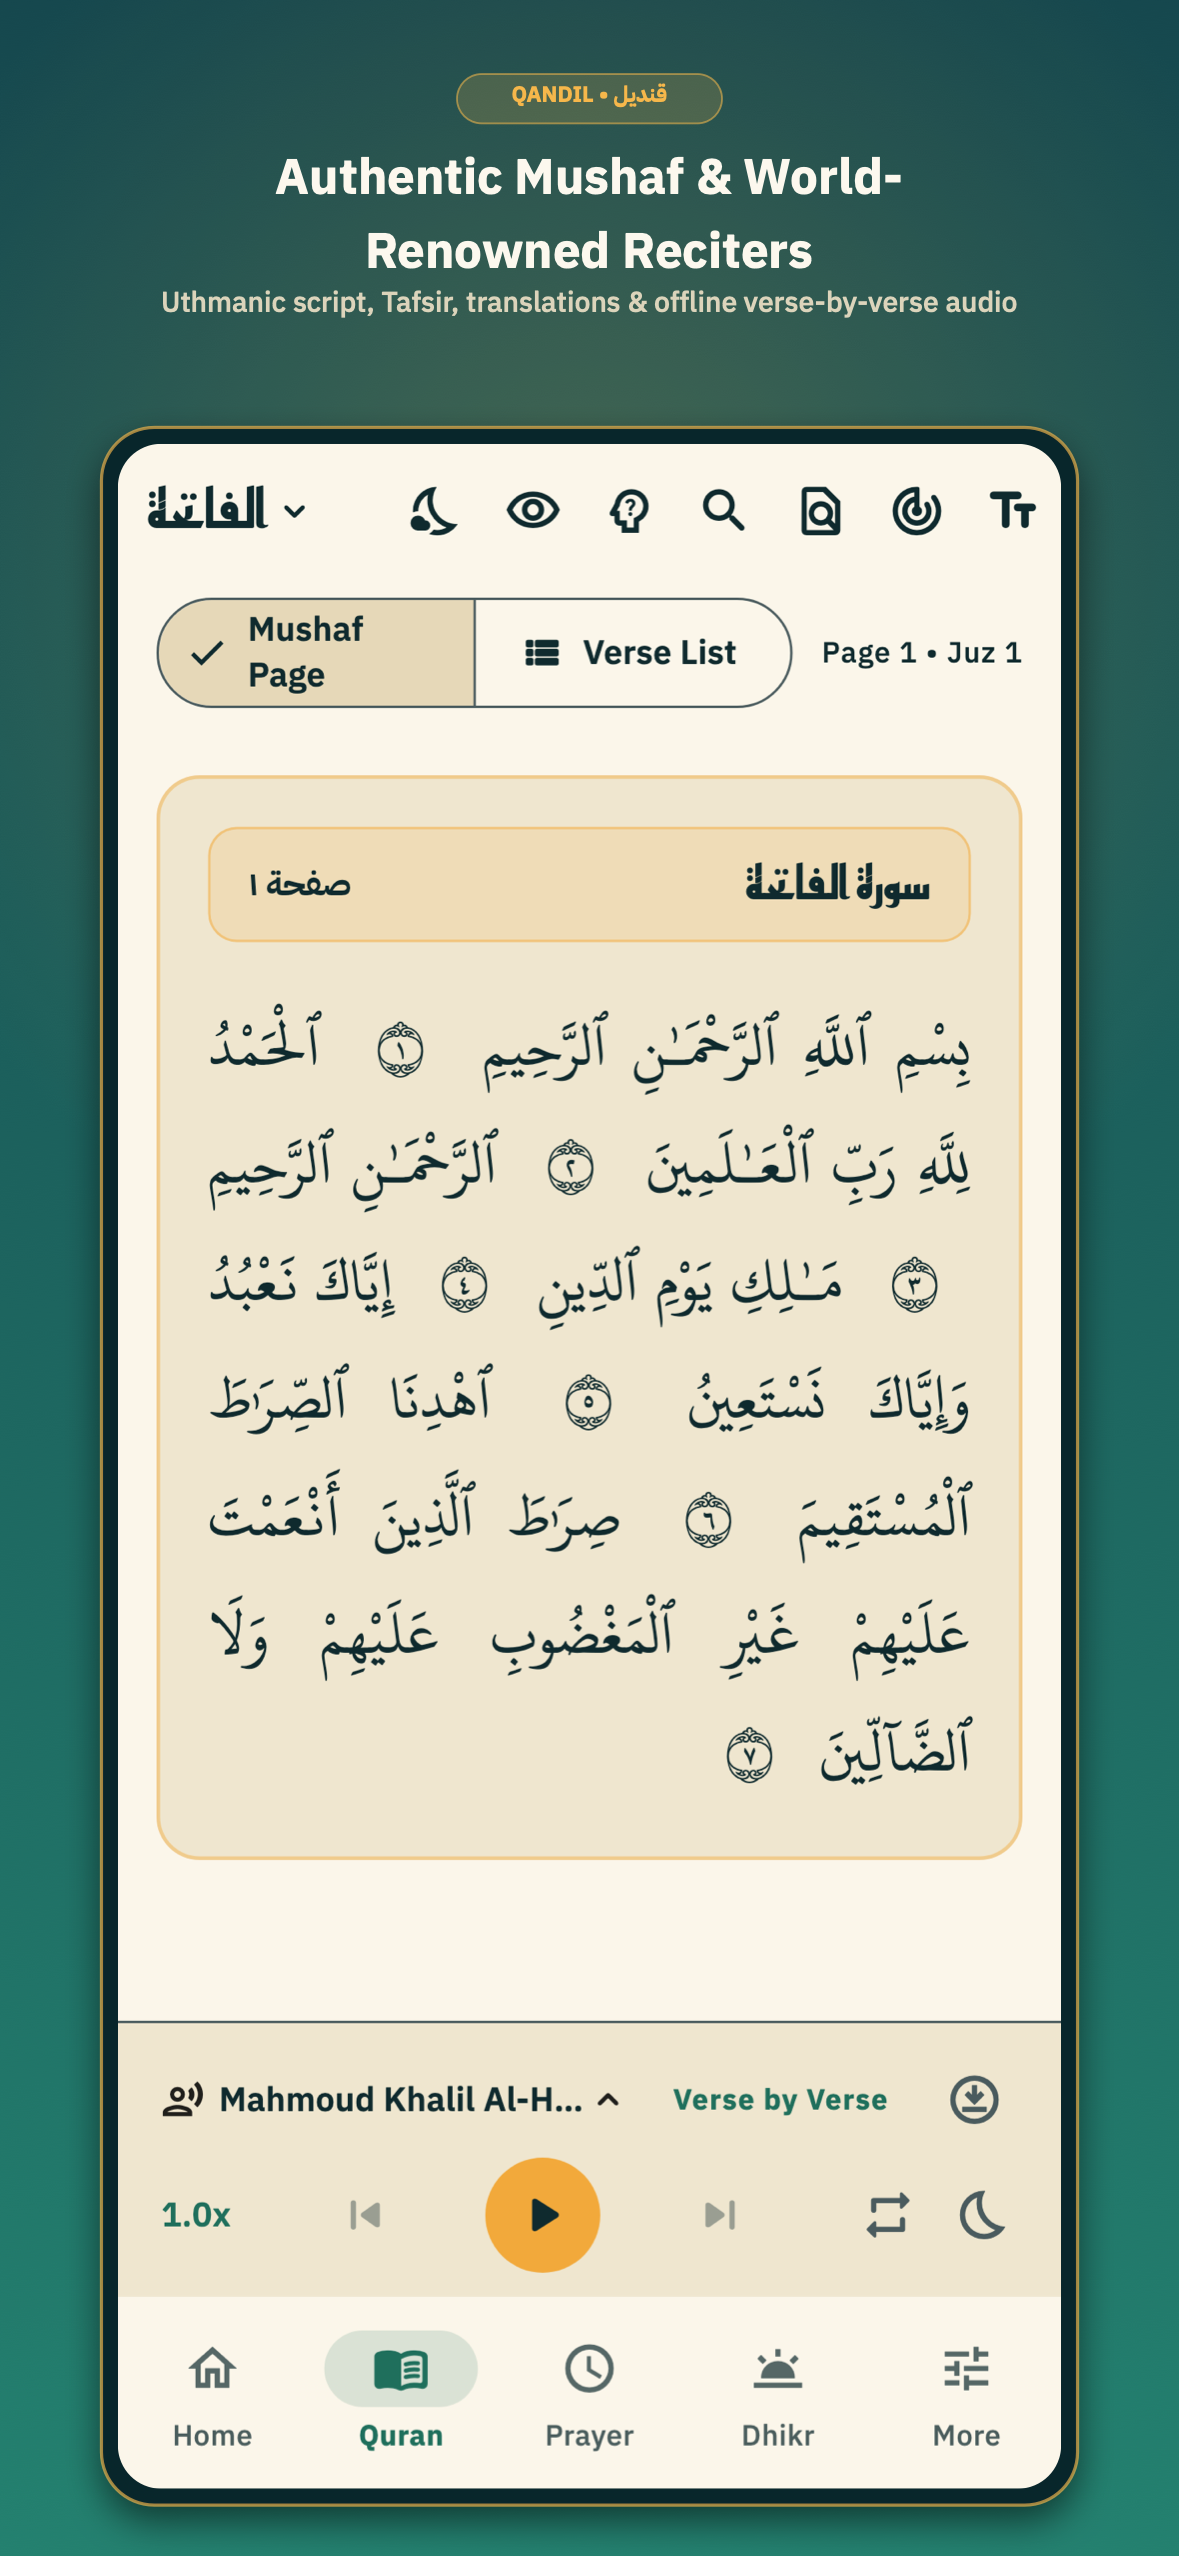 QANDIL • قنديل
Authentic Mushaf & World-
Renowned Reciters
Uthmanic script, Tafsir, translations & offline verse-by-verse audio
الفاتحة
Mushaf
Page
Verse List
Page 1 • Juz 1
سورة الفاتحة
صفحة ١
بِسْمِ ٱللَّهِ ٱلرَّحْمَـٰنِ ٱلرَّحِيمِ ١ ٱلْحَمْدُ
لِلَّهِ رَبِّ ٱلْعَـٰلَمِينَ ٢ ٱلرَّحْمَـٰنِ ٱلرَّحِيمِ
٣ مَـٰلِكِ يَوْمِ ٱلدِّينِ ٤ إِيَّاكَ نَعْبُدُ
وَإِيَّاكَ نَسْتَعِينُ ٥ ٱهْدِنَا ٱلصِّرَٰطَ
ٱلْمُسْتَقِيمَ ٦ صِرَٰطَ ٱلَّذِينَ أَنْعَمْتَ
عَلَيْهِمْ غَيْرِ ٱلْمَغْضُوبِ عَلَيْهِمْ وَلَا
ٱلضَّآلِّينَ ٧
Mahmoud Khalil Al-H...
Verse by Verse
1.0x
Home
Quran
Prayer
Dhikr
More